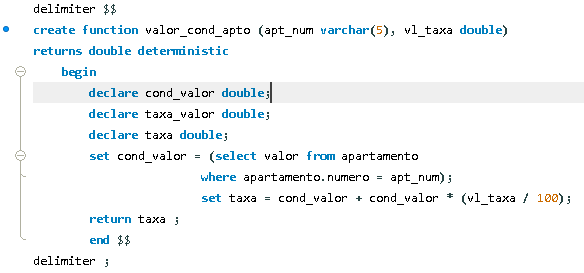 delimiter $$
create function valor_cond_apto (apt_num varchar(5), vl_taxa double)
returns double deterministic
begin
declare cond_valor double;
declare taxa_valor double;
declare taxa double;
set cond_valor = (select valor from apartamento
where apartamento.numero = apt_num);
set taxa = cond_valor + cond_valor * (vl_taxa / 100);
return taxa ;
end $$
delimiter ;